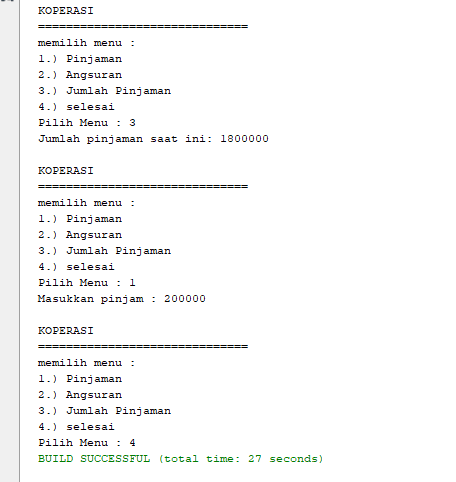 KOPERASI
==============================
memilih menu :
1.) Pinjaman
2.) Angsuran
3.) Jumlah Pinjaman
4.) selesai
Pilih Menu : 3
Jumlah pinjaman saat ini: 1800000
KOPERASI
==============================
memilih menu :
1.) Pinjaman
2.) Angsuran
3.) Jumlah Pinjaman
4.) selesai
Pilih Menu : 1
Masukkan pinjam : 200000
KOPERASI
==============================
memilih menu :
1.) Pinjaman
2.) Angsuran
3.) Jumlah Pinjaman
4.) selesai
Pilih Menu : 4
BUILD SUCCESSFUL (total time: 27 seconds)